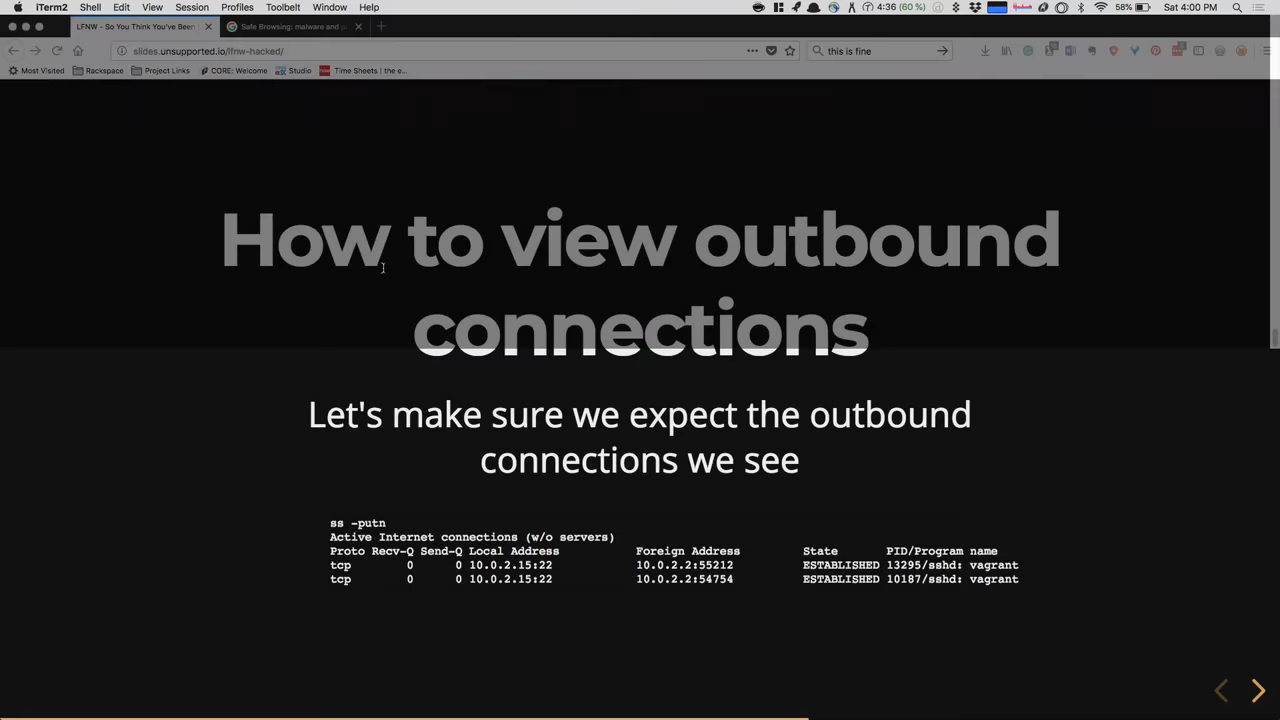 iTerm2 Shell Edit View Session Profiles Toolbelt Window Help 4:36 (60 %) 58% Sat 4:00 PM
LFNW - So You Think You've Been Safe Browsing: malware and p
slides.unsupported.io/lfnw-hacked/ this is fine
Most Visited Rackspace Project Links CORE: Welcome Studio Time Sheets | the e...
How to view outbound
connections
Let's make sure we expect the outbound
connections we see
ss -putn
Active Internet connections (w/o servers)
Proto Recv-Q Send-Q Local Address Foreign Address State PID/Program name
tcp 0 0 10.0.2.15:22 10.0.2.2:55212 ESTABLISHED 13295/sshd: vagrant
tcp 0 0 10.0.2.15:22 10.0.2.2:54754 ESTABLISHED 10187/sshd: vagrant